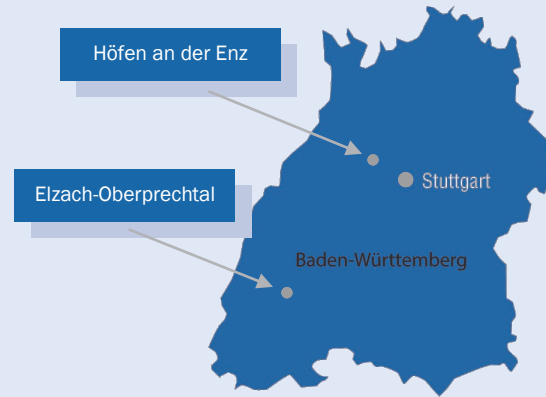 Höfen an der Enz
Stuttgart
Elzach-Oberprechtal
Baden-Württemberg